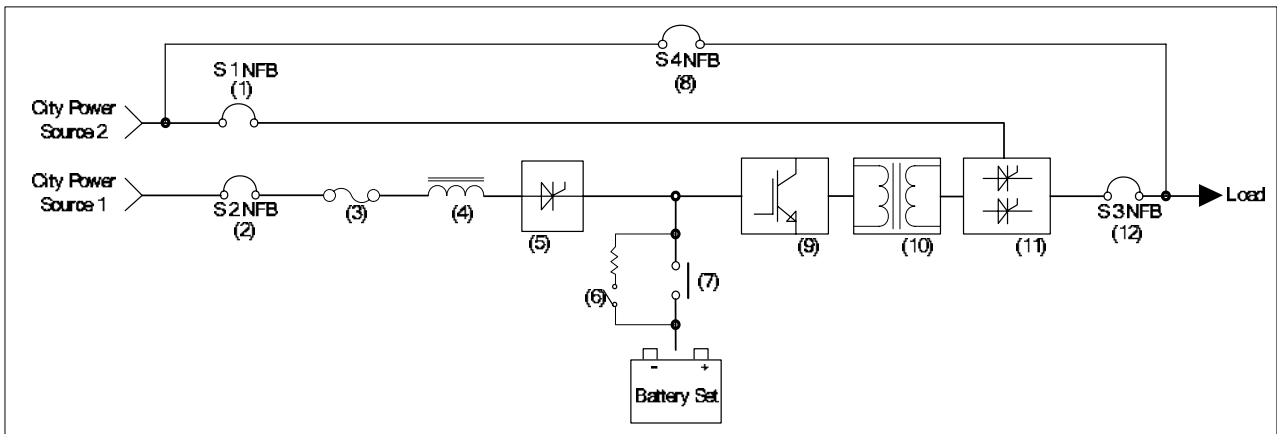 S4NFB
(8)
S1NFB
(1)
City Power
Source 2
City Power
Source 1
S2NFB
(2)
(3)
(4)
(5)
(6)
(7)
(9)
(10)
(11)
S3NFB
(12)
Load
- +
Battery Set